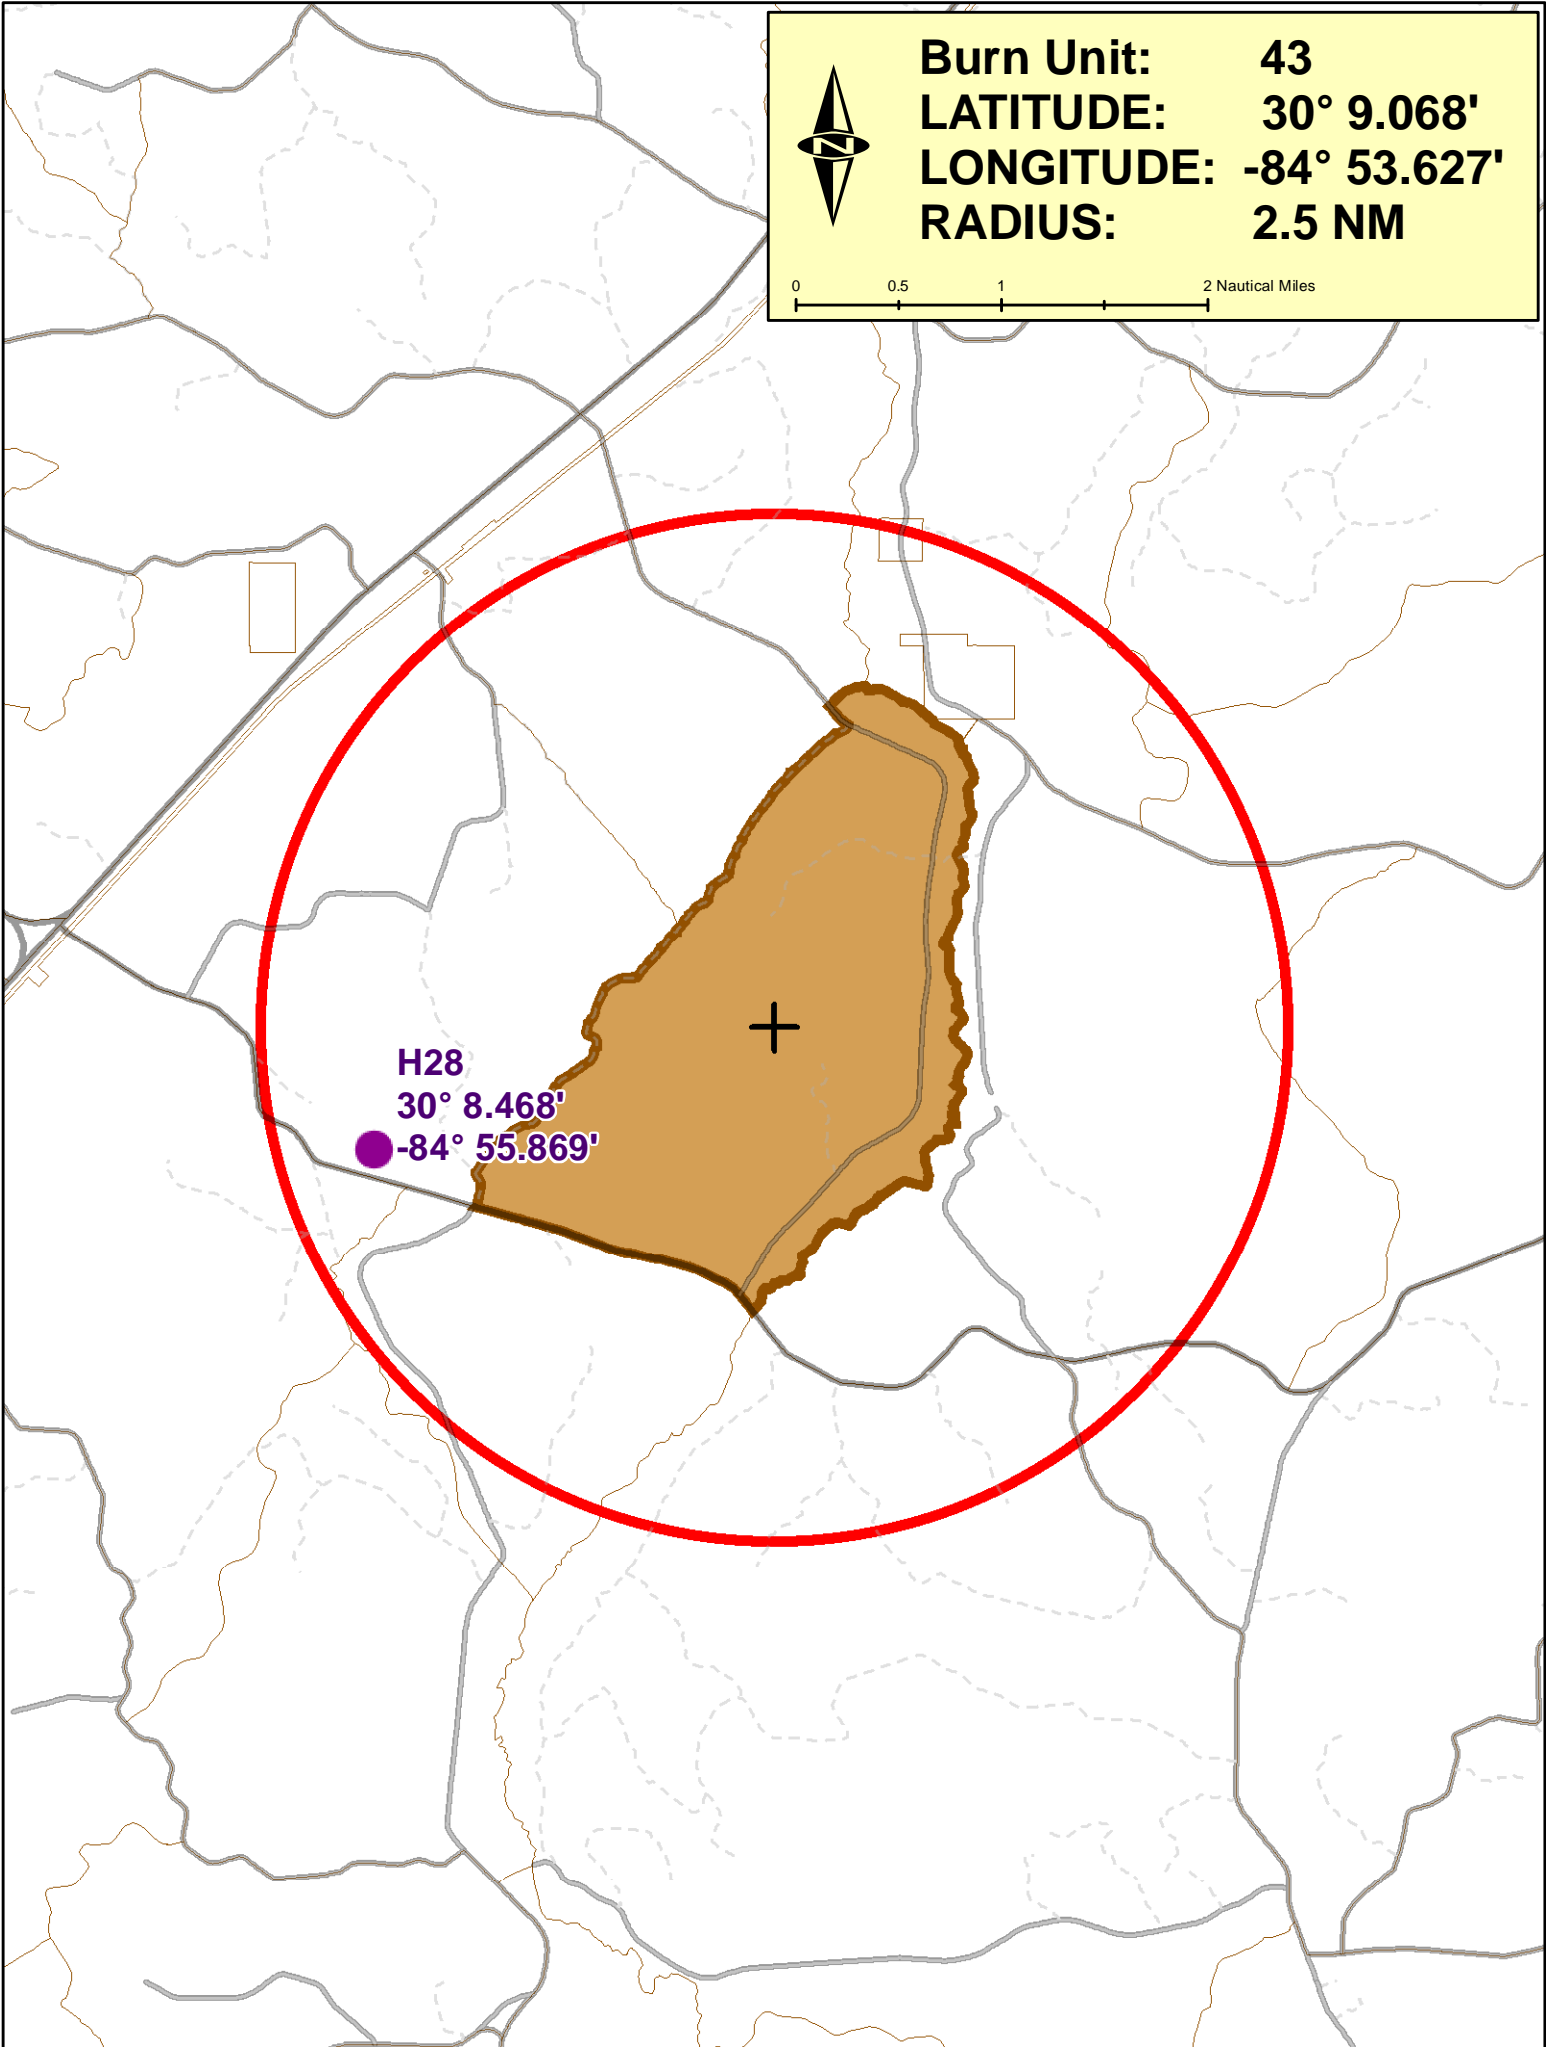 Burn Unit: 43
LATITUDE: 30° 9.068'
LONGITUDE: -84° 53.627'
RADIUS: 2.5 NM
N
0 0.5 1 2 Nautical Miles
H28
30° 8.468'
-84° 55.869'